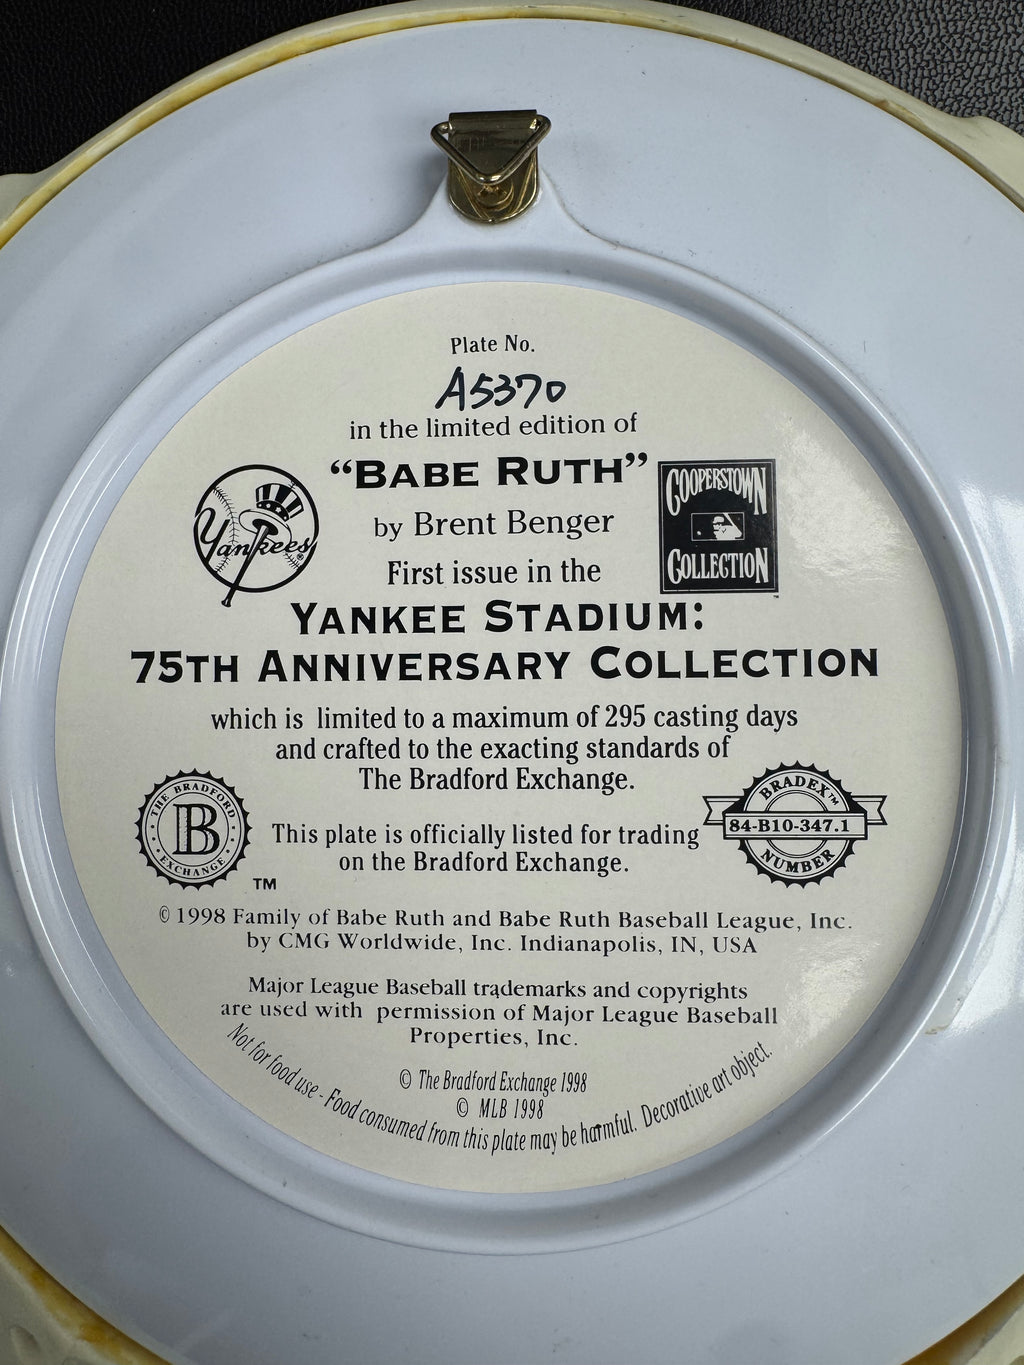 Plate No.
A5370
in the limited edition of
“BABE RUTH”
by Brent Benger
First issue in the
YANKEE STADIUM:
75TH ANNIVERSARY COLLECTION
Yankees
COOPERSTOWN
COLLECTION
™
which is limited to a maximum of 295 casting days
and crafted to the exacting standards of
The Bradford Exchange.
THE BRADFORD
B
EXCHANGE
TM
This plate is officially listed for trading
on the Bradford Exchange.
BRADEX™
84-B10-347.1
NUMBER
© 1998 Family of Babe Ruth and Babe Ruth Baseball League, Inc.
by CMG Worldwide, Inc. Indianapolis, IN, USA
Major League Baseball trademarks and copyrights
are used with permission of Major League Baseball
Properties, Inc.
© The Bradford Exchange 1998
© MLB 1998
Not for food use - Food consumed from this plate may be harmful. Decorative art object.